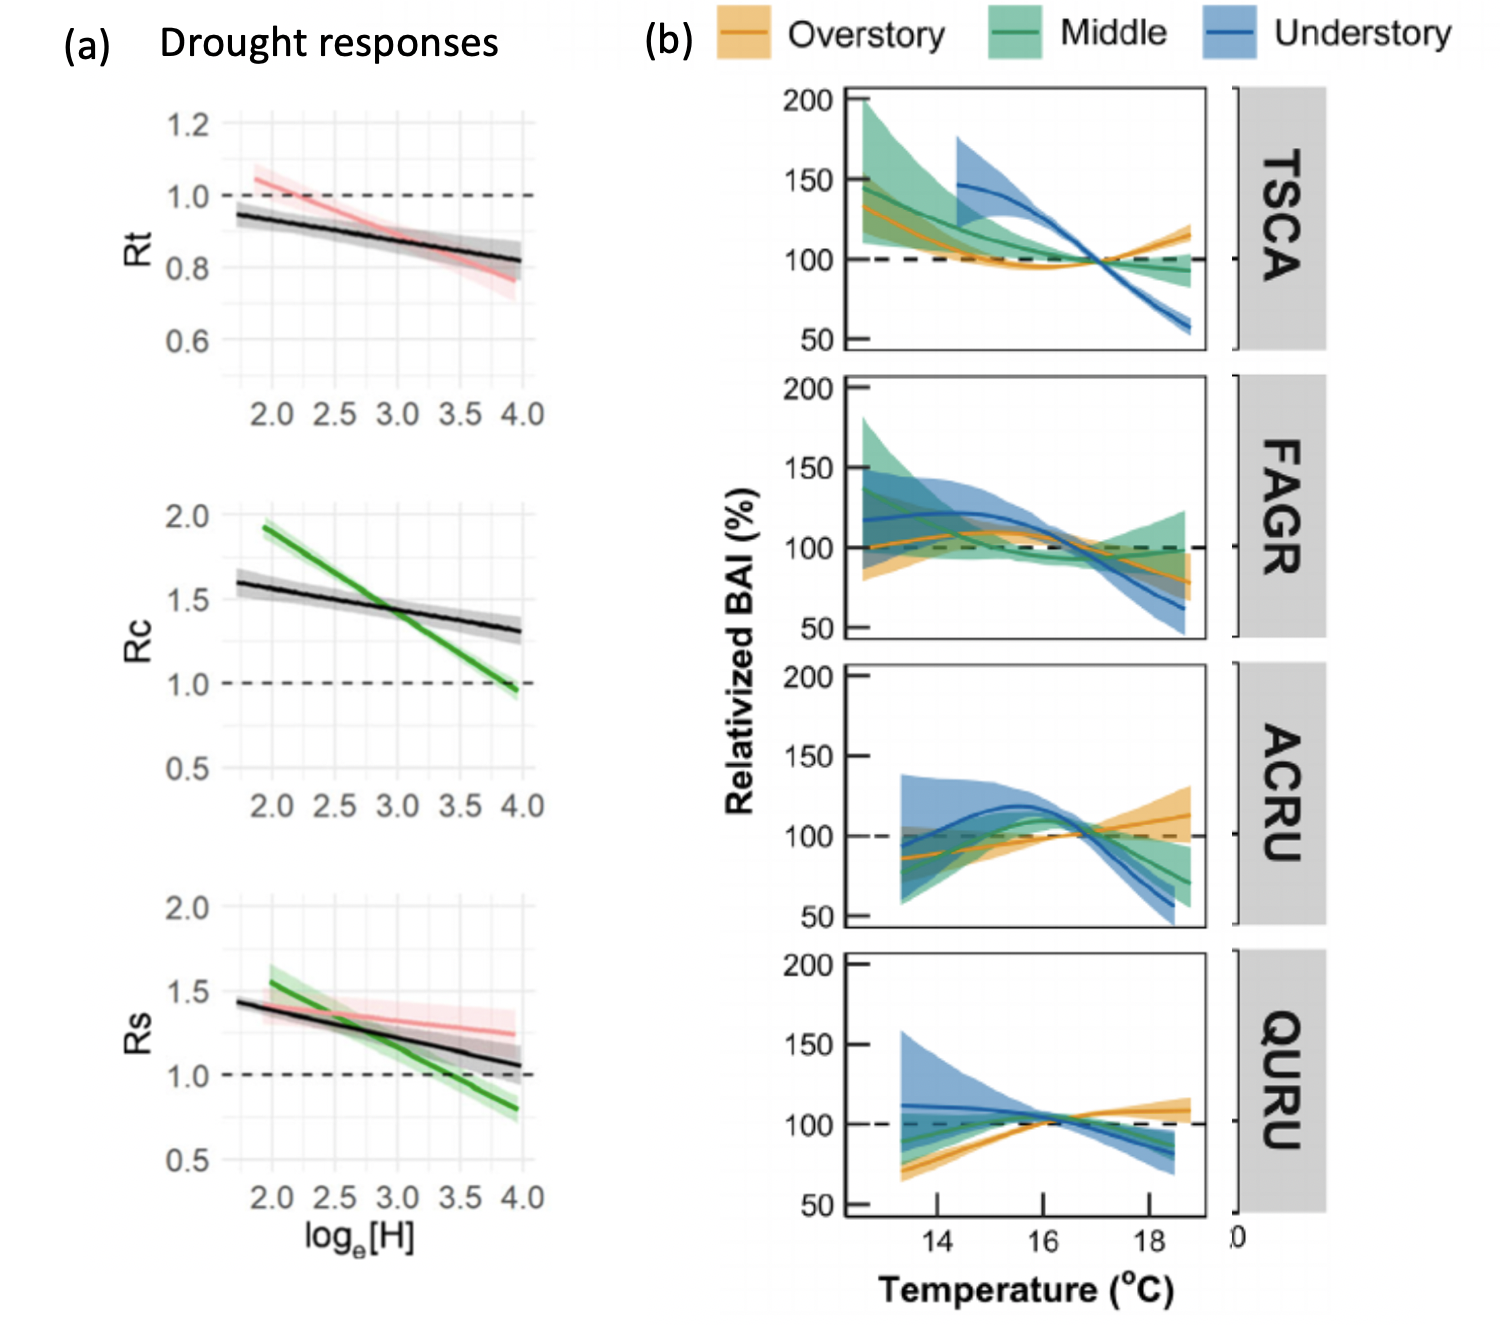 (a) Drought responses
Rt
1.2
1.0
0.8
0.6
2.0 2.5 3.0 3.5 4.0
Rc
2.0
1.5
1.0
0.5
2.0 2.5 3.0 3.5 4.0
Rs
2.0
1.5
1.0
0.5
2.0 2.5 3.0 3.5 4.0
logₑ[H]
(b) Overstory Middle Understory
Relativized BAI (%)
200
150
100
50
TSCA
200
150
100
50
FAGR
200
150
100
50
ACRU
200
150
100
50
QURU
14 16 18
0
Temperature (°C)